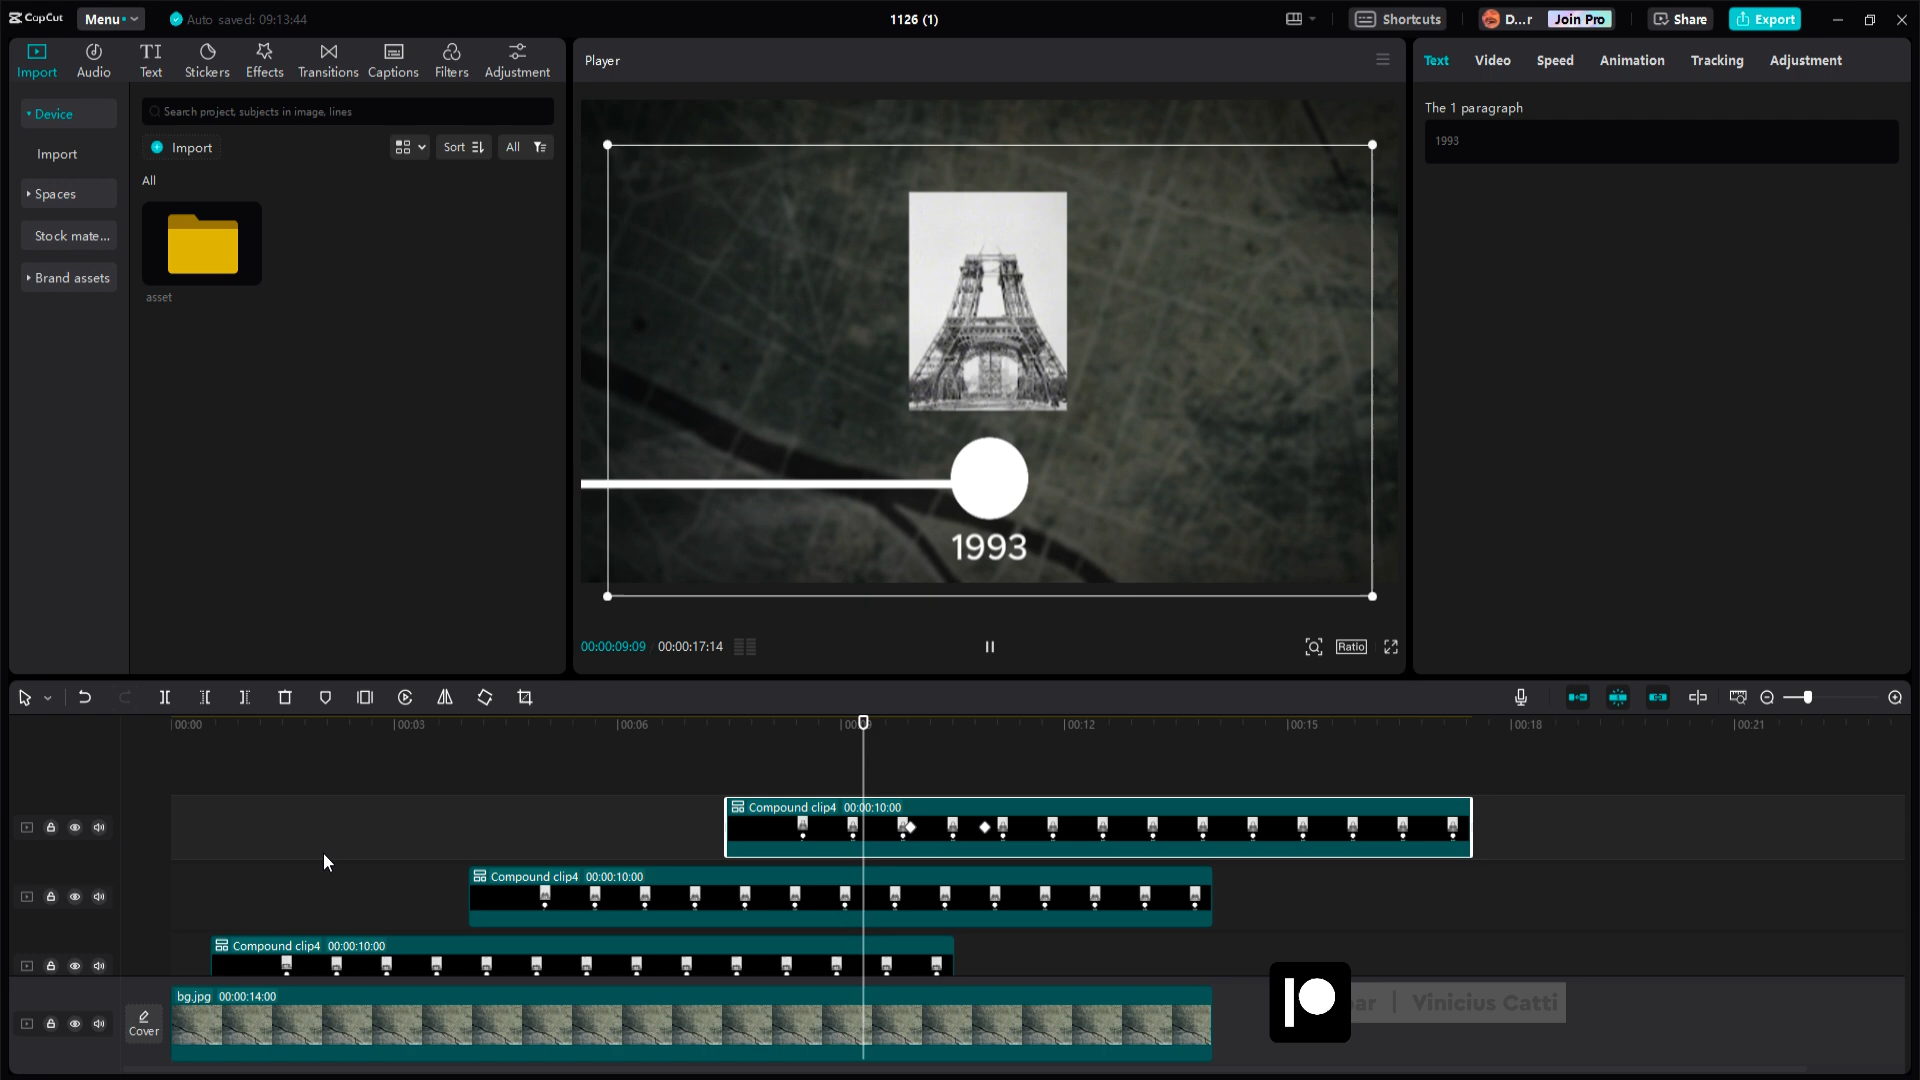 CapCut
Menu
Auto saved: 09:13:44
1126 (1)
Shortcuts
D...r
Join Pro
Share
Export
Import
Audio
TI
Text
Stickers
Effects
Transitions
Captions
Filters
Adjustment
Device
Import
Spaces
Stock mate...
Brand assets
Search project, subjects in image, lines
Import
Sort
All
All
asset
Player
1993
00:00:09:09
00:00:17:14
Ratio
Text
Video
Speed
Animation
Tracking
Adjustment
The 1 paragraph
1993
00:00
00:03
00:06
00:12
00:15
00:18
00:21
Compound clip4 00:00:10:00
Compound clip4 00:00:10:00
Compound clip4 00:00:10:00
Cover
bg.jpg 00:00:14:00
Vinicius Catti